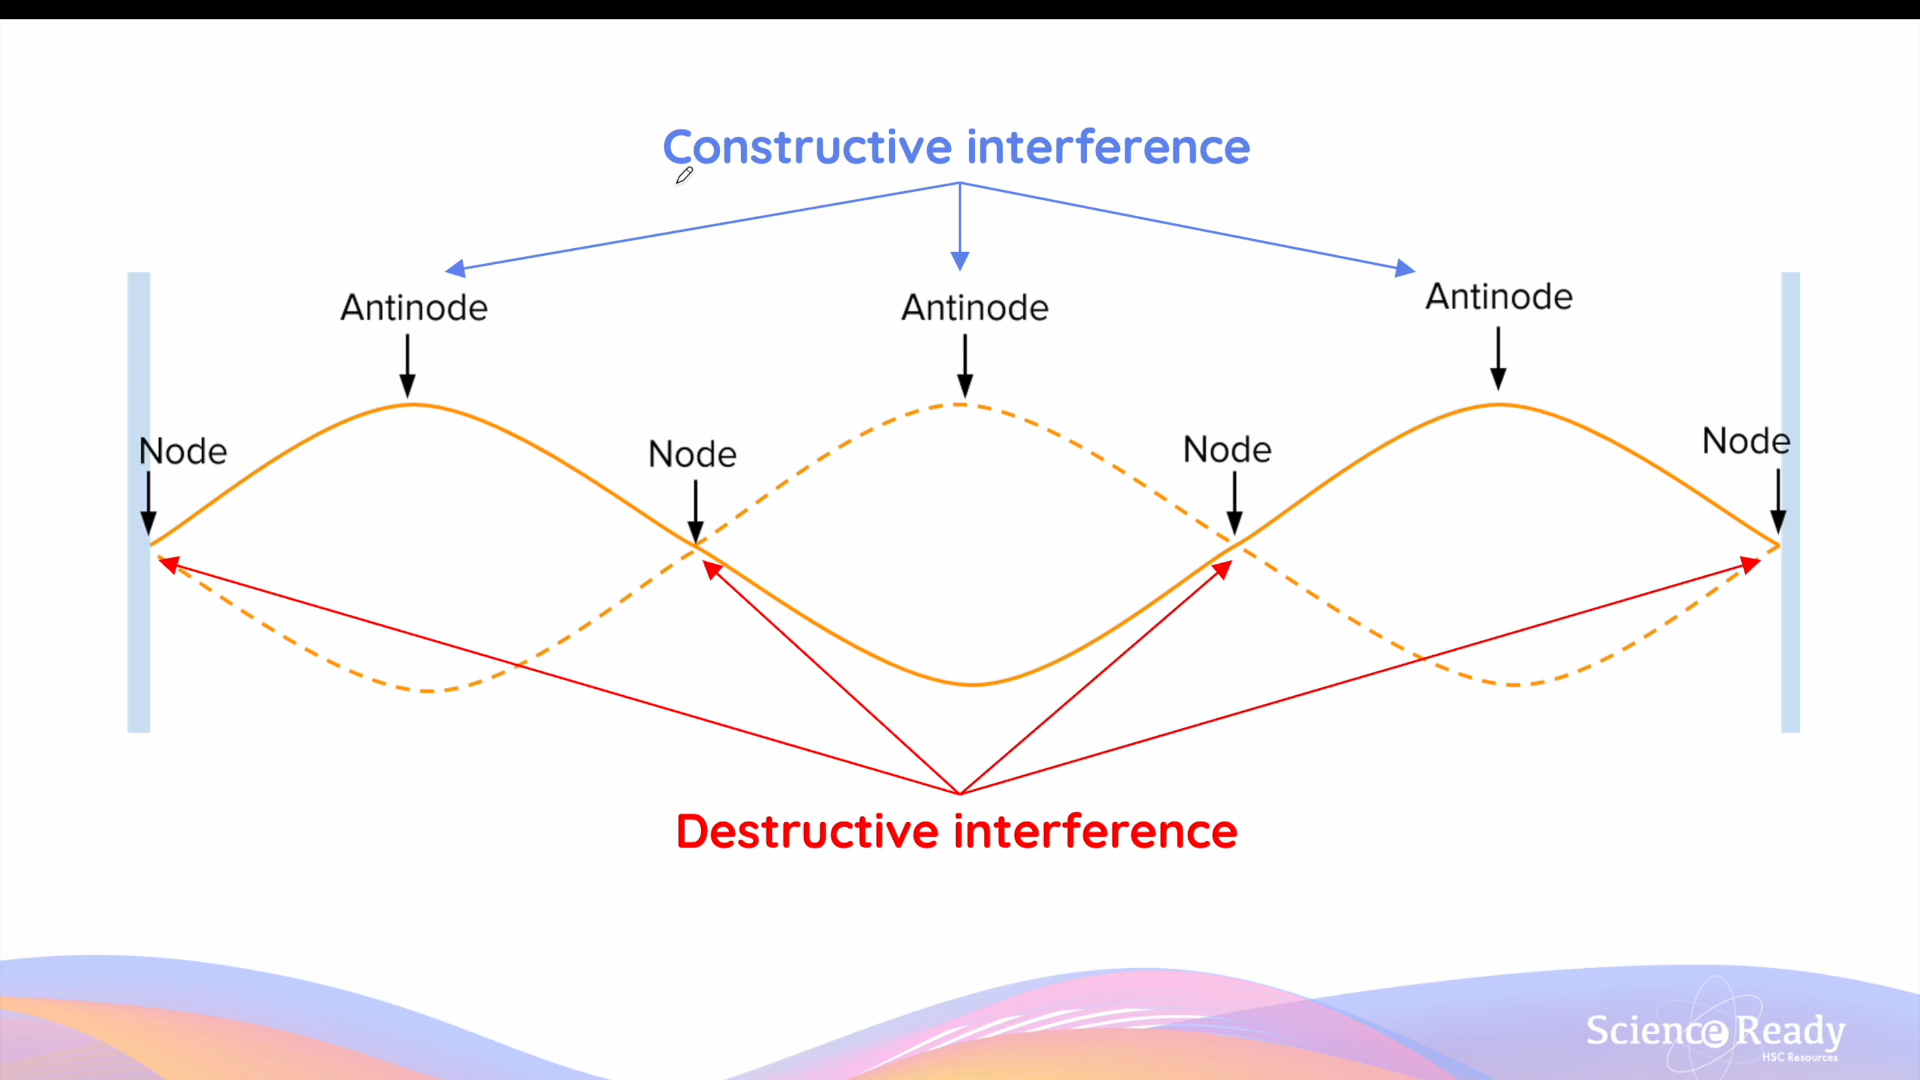 Constructive interference
Antinode
Antinode
Antinode
Node
Node
Node
Node
Destructive interference
Science Ready
HSC Resources